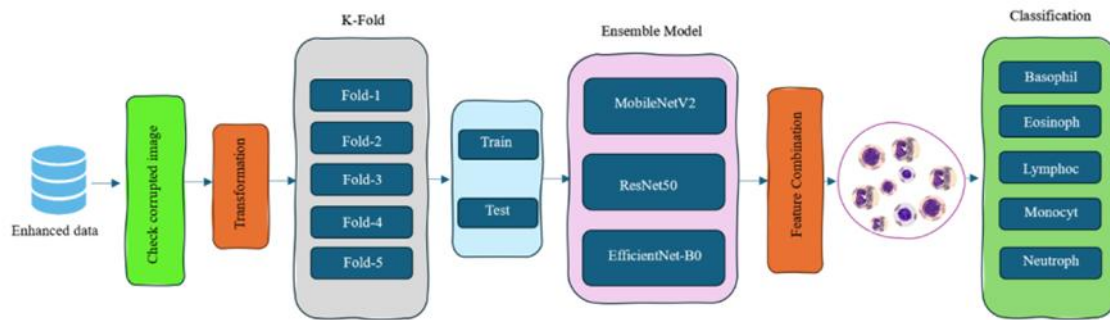 Enhanced data
Check corrupted image
Transformation
K-Fold
Fold-1
Fold-2
Fold-3
Fold-4
Fold-5
Train
Test
Ensemble Model
MobileNetV2
ResNet50
EfficientNet-B0
Feature Combination
Classification
Basophil
Eosinoph
Lymphoc
Monocyt
Neutroph